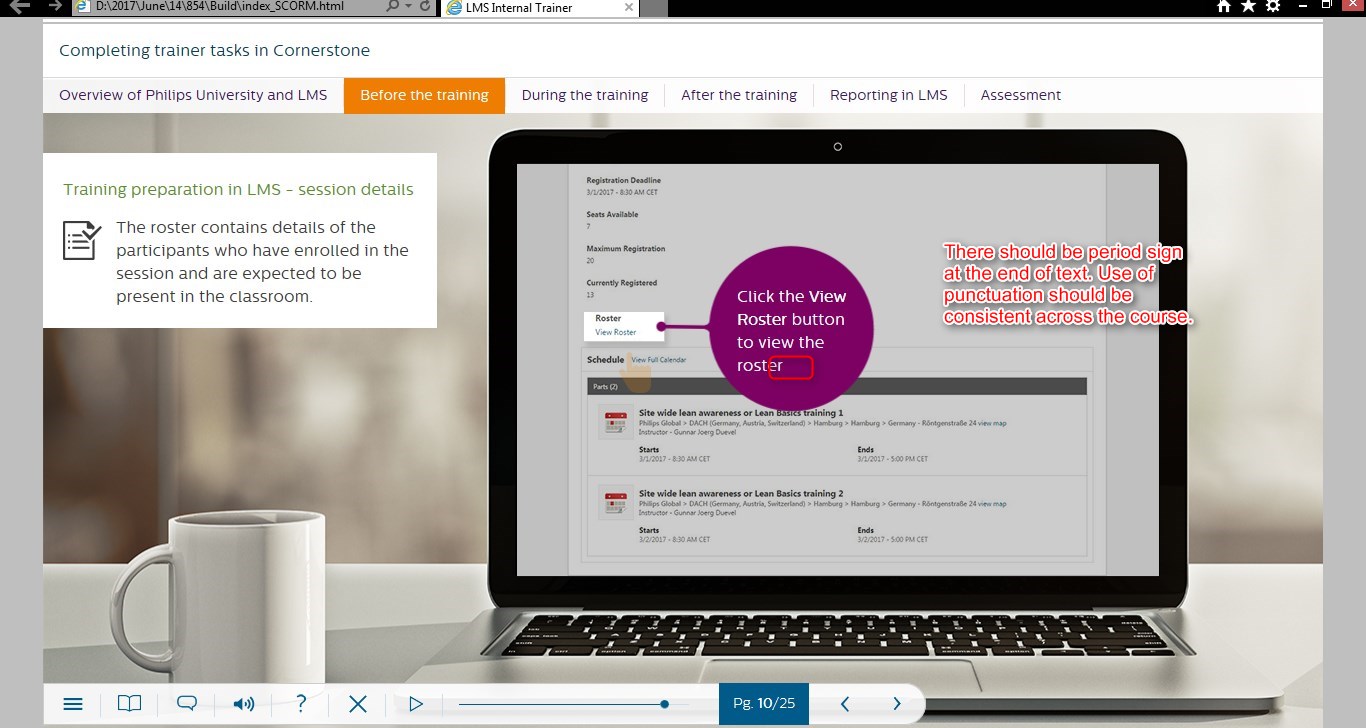 D:\2017\June\14\854\Build\index_SCORM.html
LMS Internal Trainer
Completing trainer tasks in Cornerstone
Overview of Philips University and LMS
Before the training
During the training
After the training
Reporting in LMS
Assessment
Training preparation in LMS - session details
The roster contains details of the
participants who have enrolled in the
session and are expected to be
present in the classroom.
Registration Deadline
3/1/2017 - 8:30 AM CET
Seats Available
7
Maximum Registration
20
Currently Registered
13
Roster
View Roster
Click the View
Roster button
to view the
roster
There should be period sign
at the end of text. Use of
punctuation should be
consistent across the course.
Schedule View Full Calendar
Parts (2)
Site wide lean awareness or Lean Basics training 1
Philips Global > DACH (Germany, Austria, Switzerland) > Hamburg > Hamburg > Germany - Röntgenstraße 24 view map
Instructor - Gunnar Joerg Duevel
Starts
3/1/2017 - 8:30 AM CET
Ends
3/1/2017 - 5:00 PM CET
Site wide lean awareness or Lean Basics training 2
Philips Global > DACH (Germany, Austria, Switzerland) > Hamburg > Hamburg > Germany - Röntgenstraße 24 view map
Instructor - Gunnar Joerg Duevel
Starts
3/2/2017 - 8:30 AM CET
Ends
3/2/2017 - 5:00 PM CET
Pg. 10/25